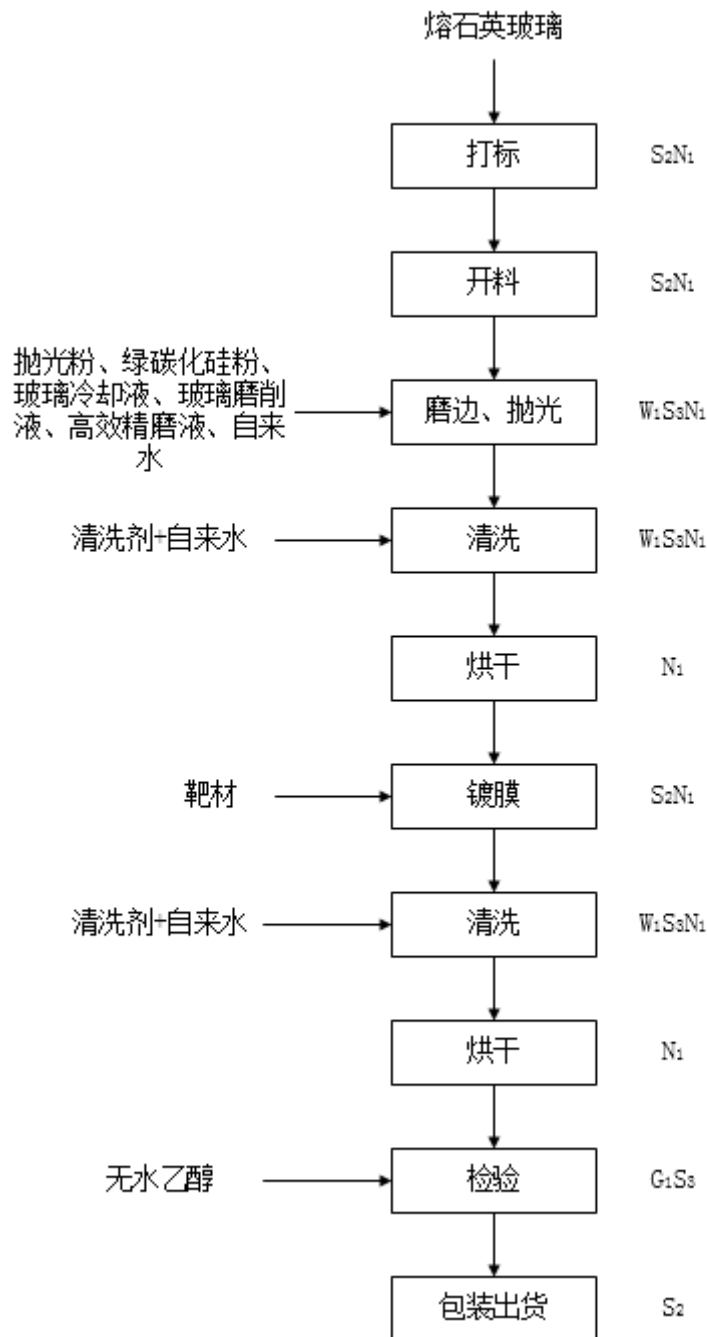 熔石英玻璃
打标
S₂N₁
开料
S₂N₁
抛光粉、绿碳化硅粉、
玻璃冷却液、玻璃磨削
液、高效精磨液、自来
水
磨边、抛光
W₁S₃N₁
清洗剂+自来水
清洗
W₁S₃N₁
烘干
N₁
靶材
镀膜
S₂N₁
清洗剂+自来水
清洗
W₁S₃N₁
烘干
N₁
无水乙醇
检验
G₁S₃
包装出货
S₂